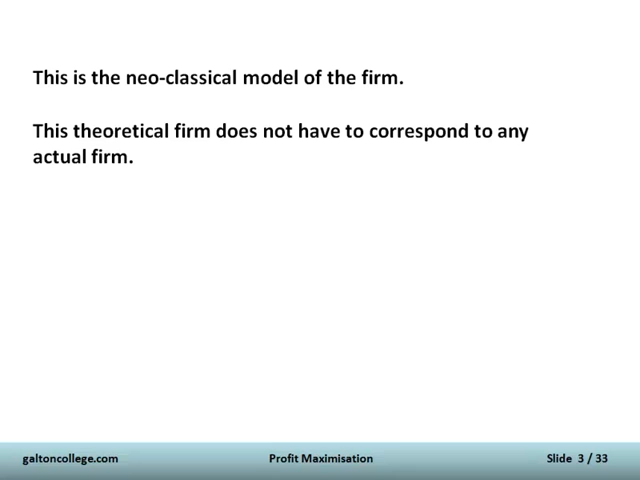 This is the neo-classical model of the firm.
This theoretical firm does not have to correspond to any
actual firm.
galtoncollege.com Profit Maximisation Slide 3 / 33